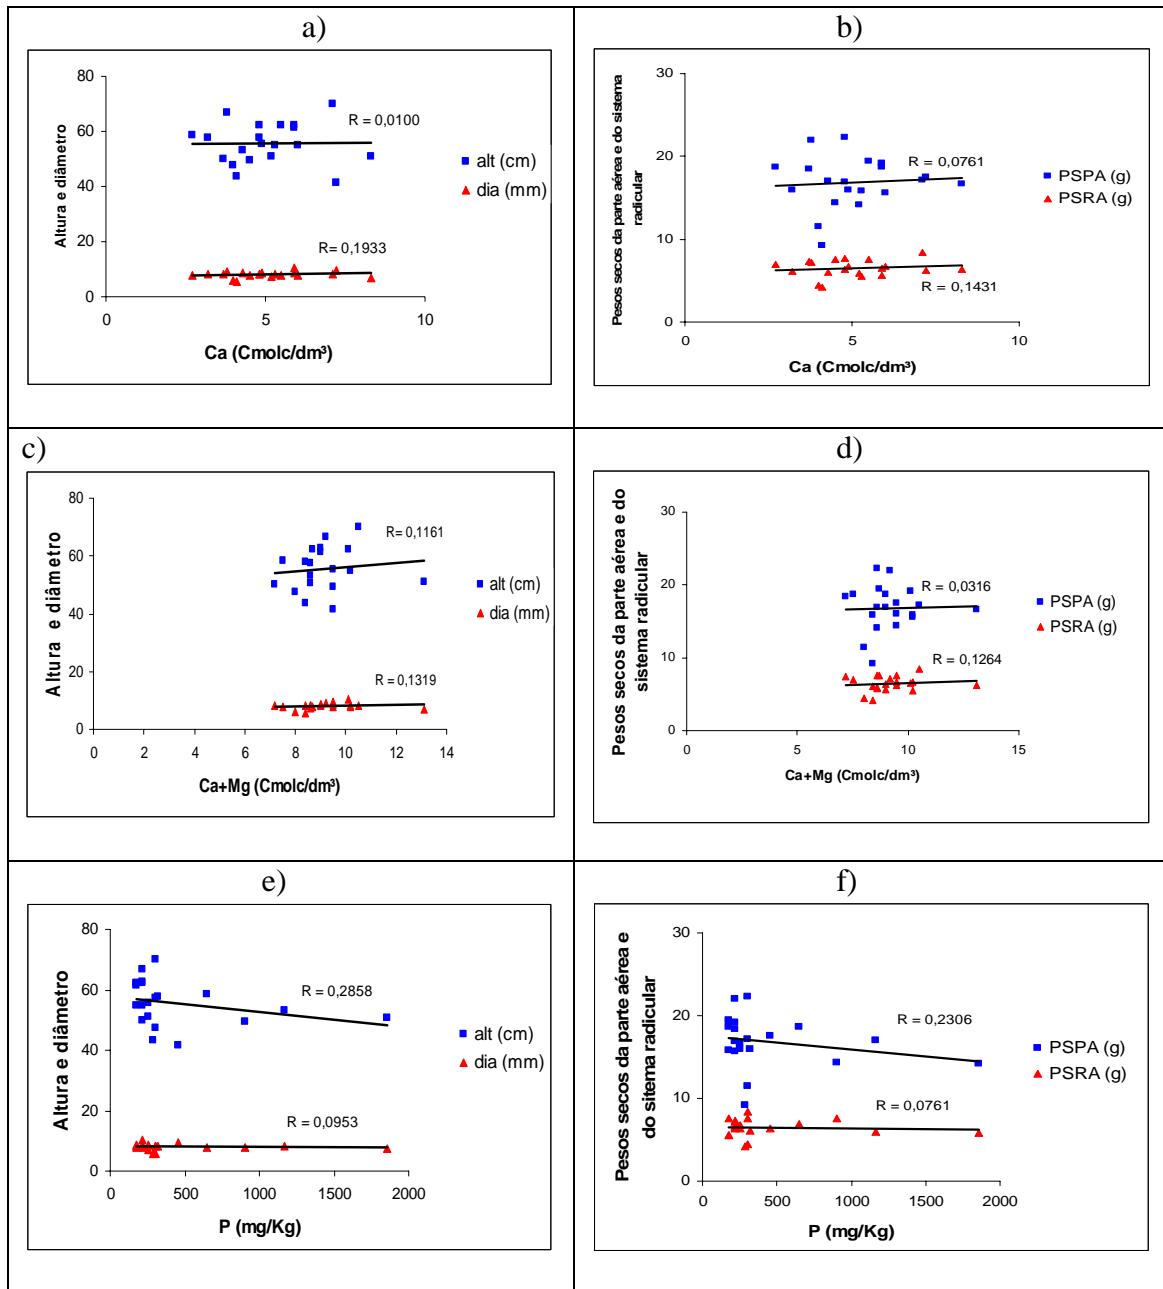 a)
Altura e diâmetro
80
60
40
20
0
0
5
10
R = 0,0100
R= 0,1933
Ca (Cmolc/dm³)
alt (cm)
dia (mm)
b)
Pesos secos da parte aérea e do sistema
radicular
30
20
10
0
0
5
10
R = 0,0761
R = 0,1431
Ca (Cmolc/dm³)
PSPA (g)
PSRA (g)
c)
Altura e diâmetro
80
60
40
20
0
0
2
4
6
8
10
12
14
R= 0,1161
R= 0,1319
Ca+Mg (Cmolc/dm³)
alt (cm)
dia (mm)
d)
Pesos secos da parte aérea e do
sistema radicular
30
20
10
0
0
5
10
15
R = 0,0316
R = 0,1264
Ca+Mg (Cmolc/dm³)
PSPA (g)
PSRA (g)
e)
Altura e diâmetro
80
60
40
20
0
0
500
1000
1500
2000
R = 0,2858
R = 0,0953
P (mg/Kg)
alt (cm)
dia (mm)
f)
Pesos secos da parte aérea e
do sitema radicular
30
20
10
0
0
500
1000
1500
2000
R = 0,2306
R = 0,0761
P (mg/Kg)
PSPA (g)
PSRA (g)